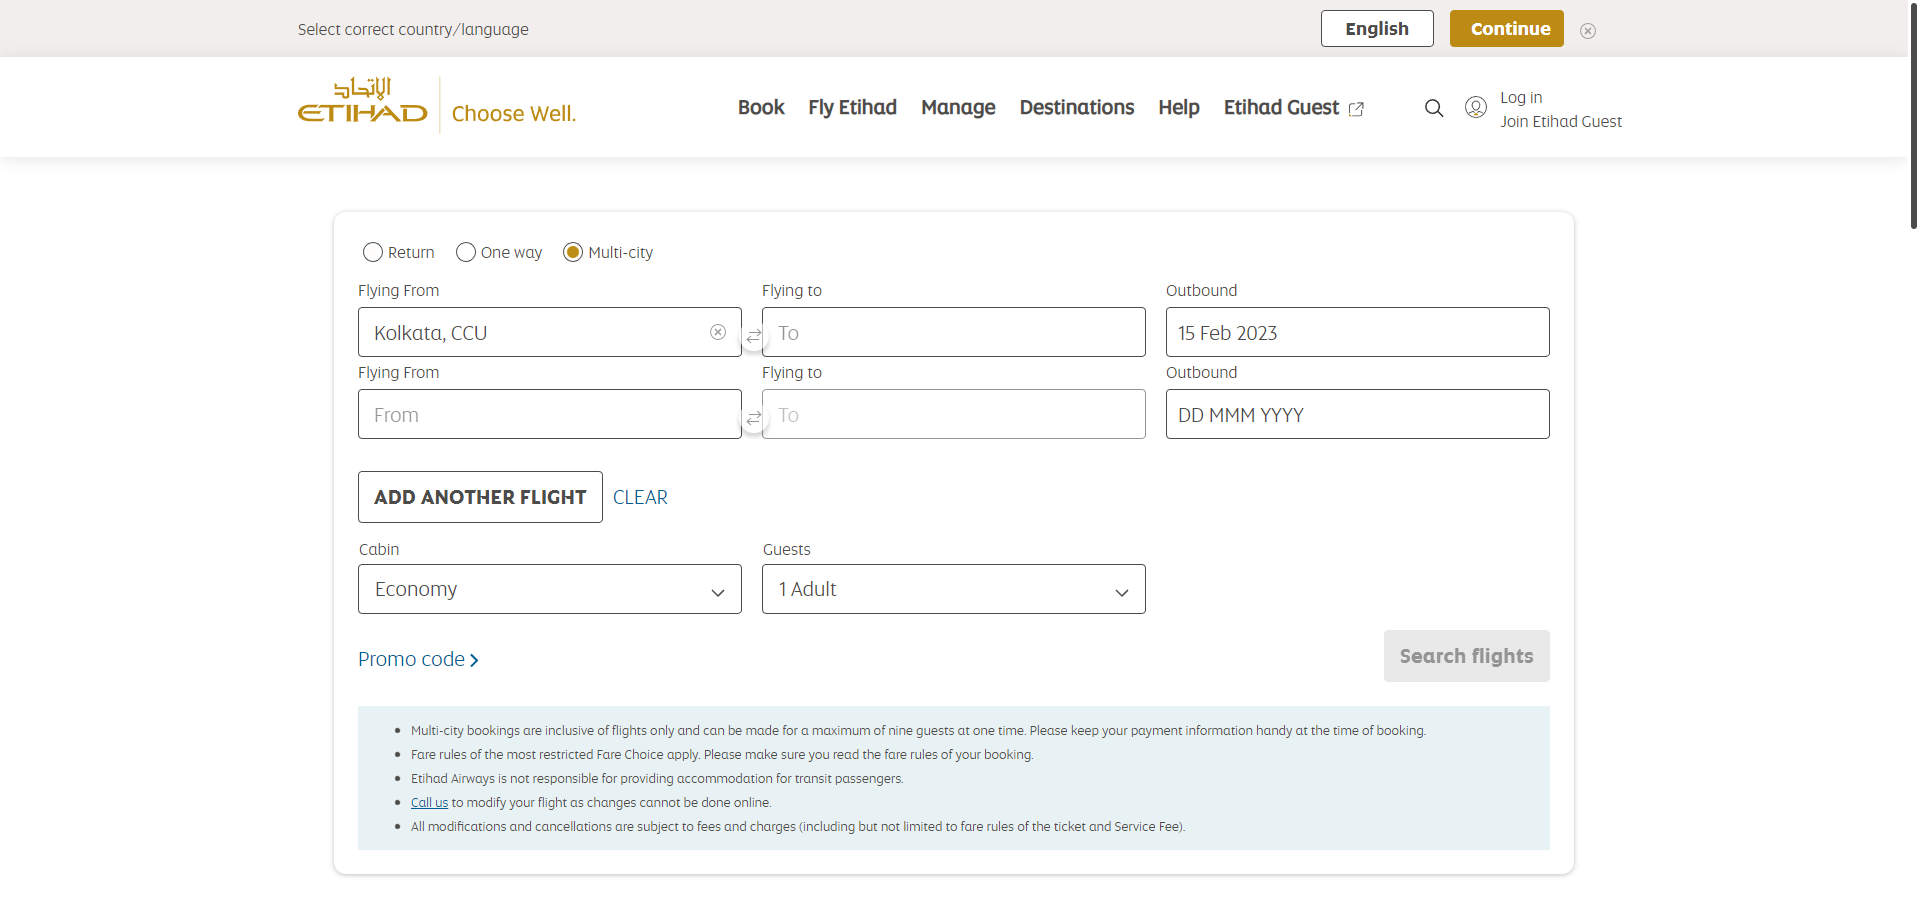 Select correct country/language
English
Continue
الإتحاد
ETIHAD
Choose Well.
Book
Fly Etihad
Manage
Destinations
Help
Etihad Guest
Log in
Join Etihad Guest
Return
One way
Multi-city
Flying From
Flying to
Outbound
Kolkata, CCU
To
15 Feb 2023
Flying From
Flying to
Outbound
From
To
DD MMM YYYY
ADD ANOTHER FLIGHT
CLEAR
Cabin
Guests
Economy
1 Adult
Promo code
Search flights
Multi-city bookings are inclusive of flights only and can be made for a maximum of nine guests at one time. Please keep your payment information handy at the time of booking.
Fare rules of the most restricted Fare Choice apply. Please make sure you read the fare rules of your booking.
Etihad Airways is not responsible for providing accommodation for transit passengers.
Call us to modify your flight as changes cannot be done online.
All modifications and cancellations are subject to fees and charges (including but not limited to fare rules of the ticket and Service Fee).